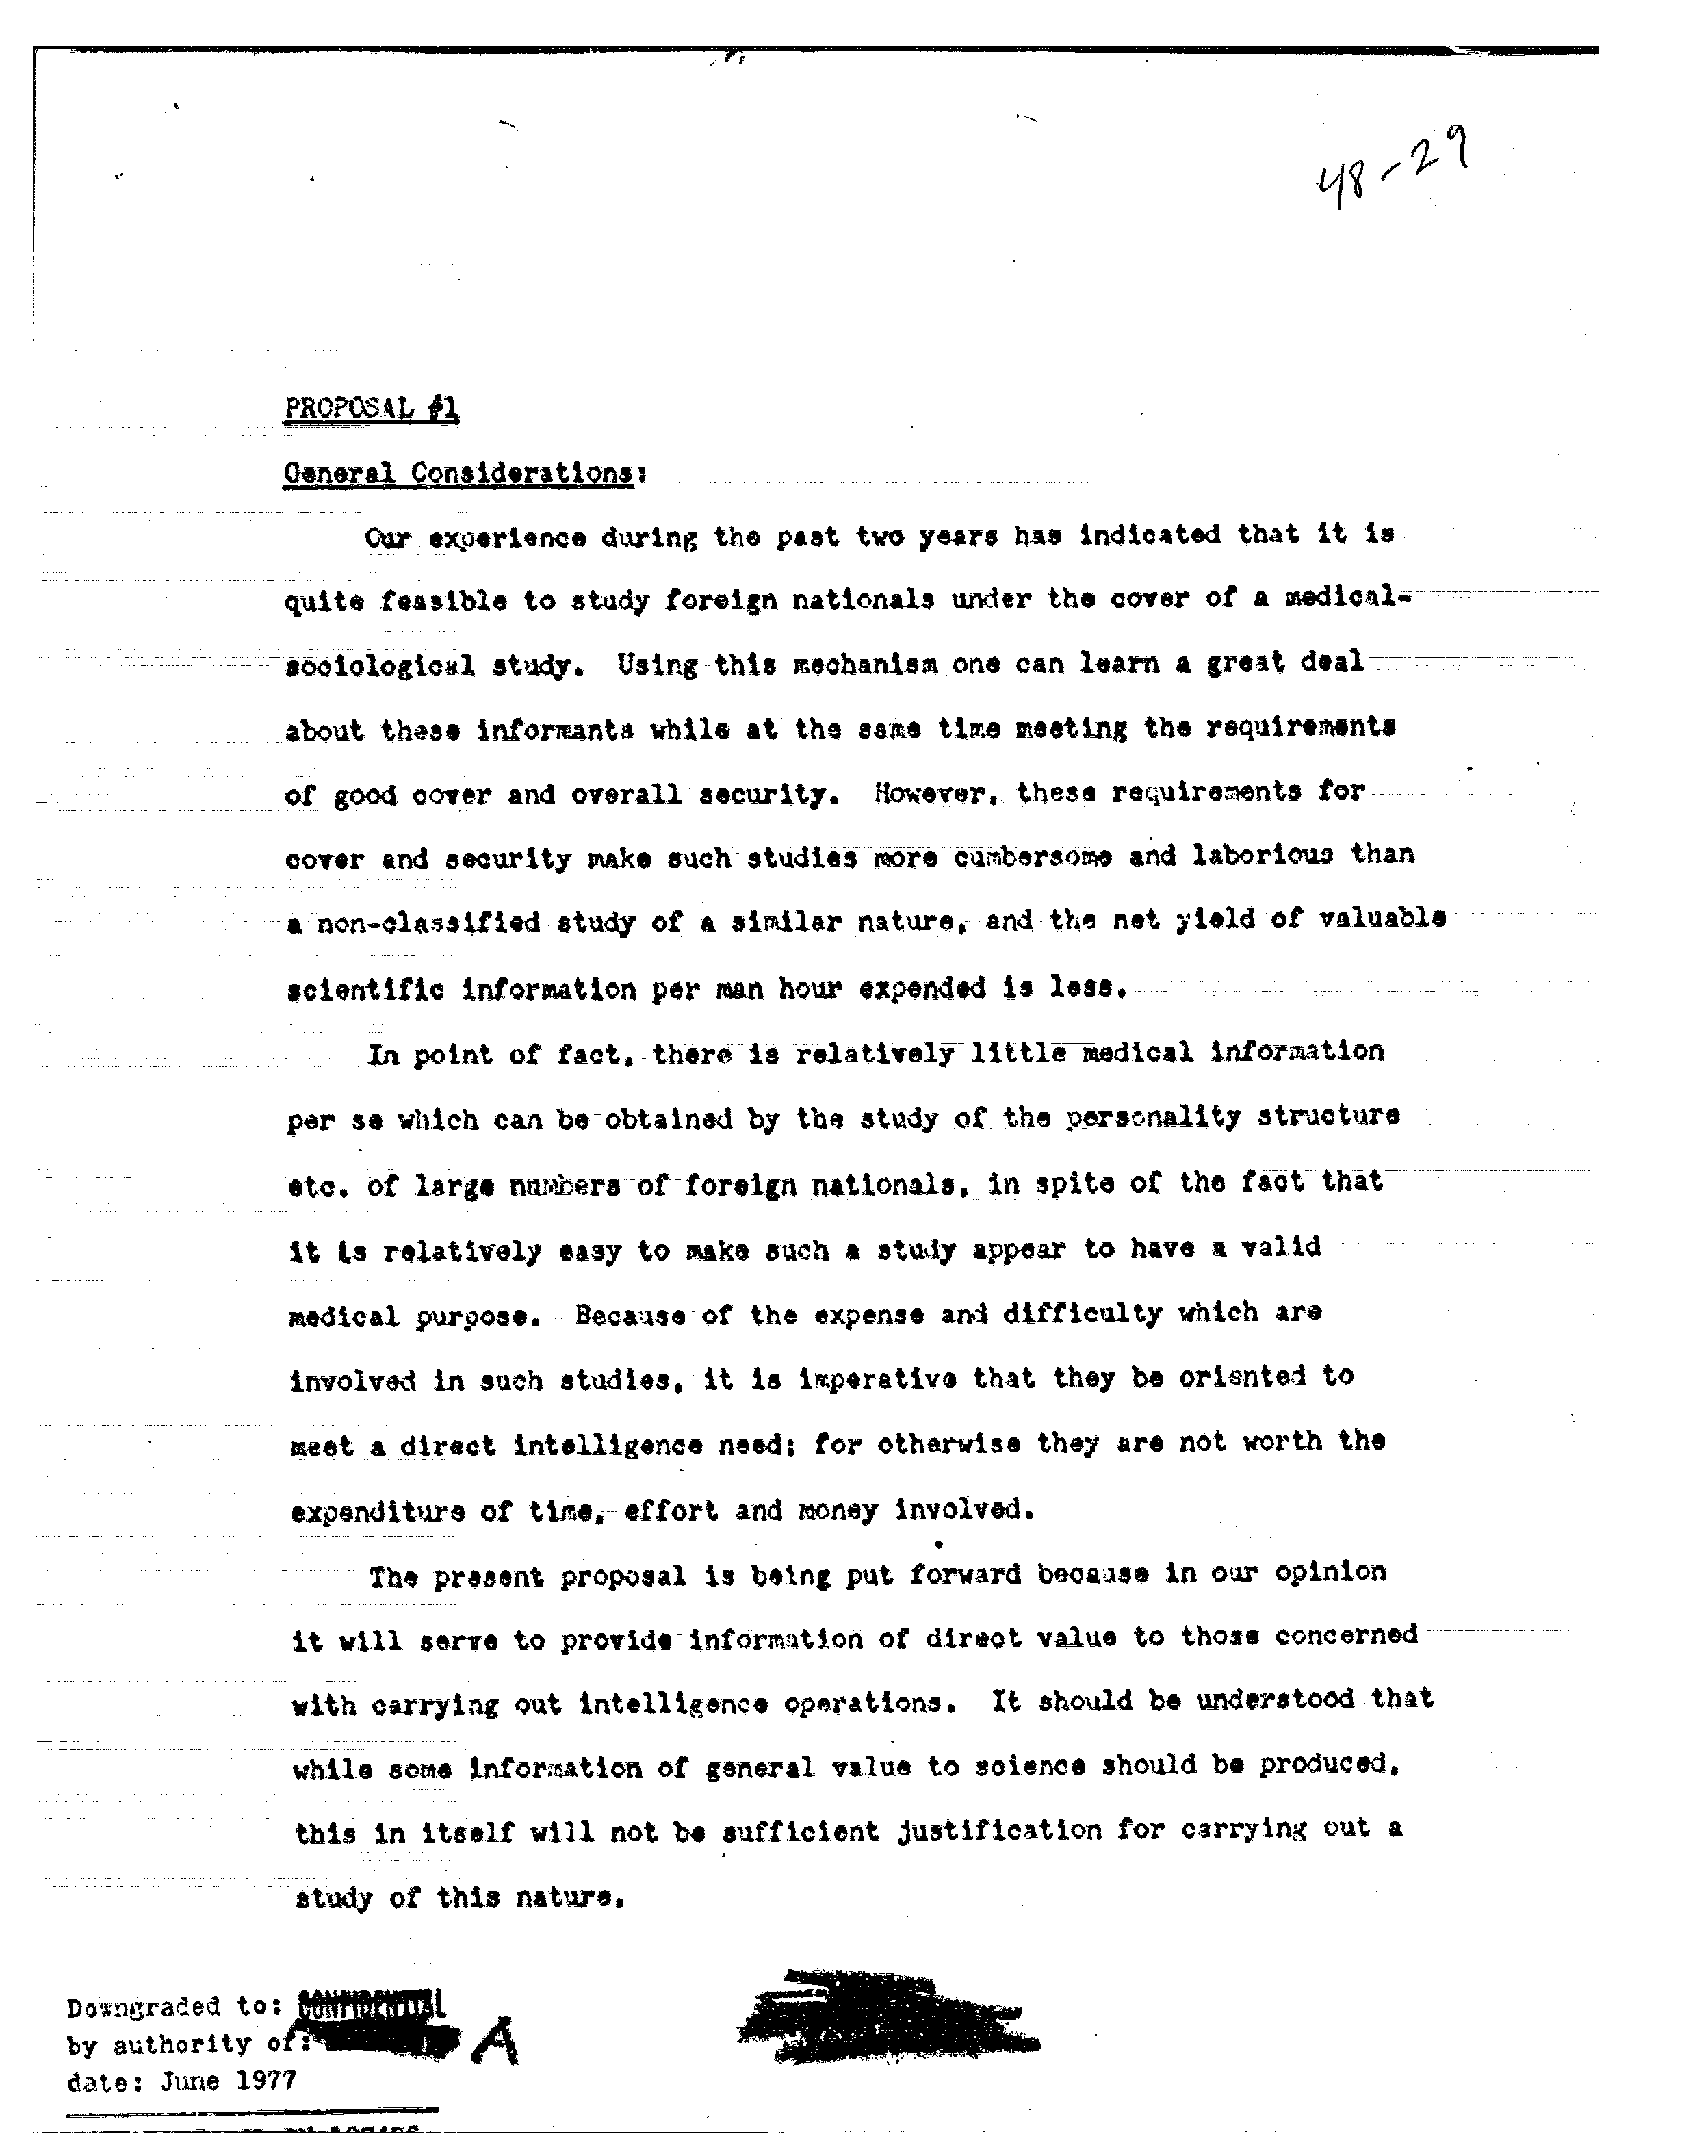 48-29
PROPOSAL #1
General Considerations:
Our experience during the past two years has indicated that it is
quite feasible to study foreign nationals under the cover of a medical-
sociological study. Using this mechanism one can learn a great deal
about these informants while at the same time meeting the requirements
of good cover and overall security. However, these requirements for
cover and security make such studies more cumbersome and laborious than
a non-classified study of a similar nature, and the net yield of valuable
scientific information per man hour expended is less.
In point of fact, there is relatively little medical information
per se which can be obtained by the study of the personality structure
etc. of large numbers of foreign nationals, in spite of the fact that
it is relatively easy to make such a study appear to have a valid
medical purpose. Because of the expense and difficulty which are
involved in such studies, it is imperative that they be oriented to
meet a direct intelligence need; for otherwise they are not worth the
expenditure of time, effort and money involved.
The present proposal is being put forward because in our opinion
it will serve to provide information of direct value to those concerned
with carrying out intelligence operations. It should be understood that
while some information of general value to science should be produced,
this in itself will not be sufficient justification for carrying out a
study of this nature.
Downgraded to: CONFIDENTIAL
by authority of: A
date: June 1977